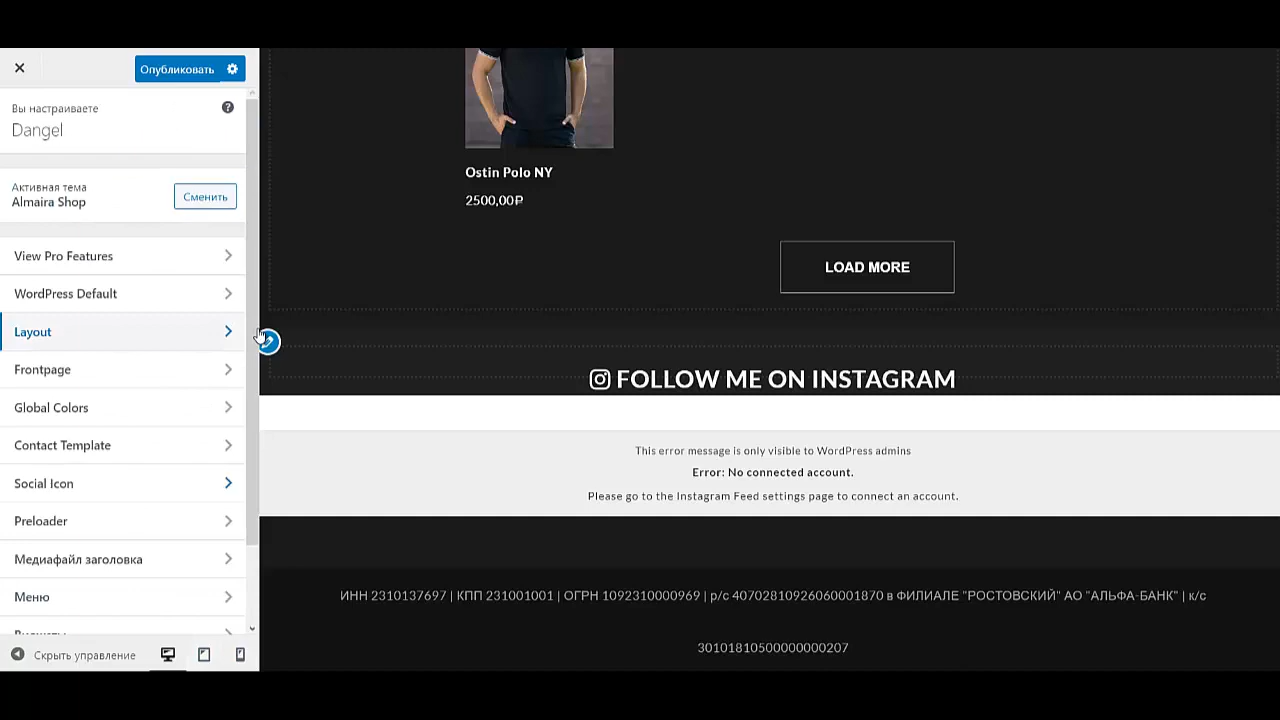 Опубликовать
Вы настраиваете
Dangel
Активная тема
Almaira Shop
Сменить
View Pro Features
WordPress Default
Layout
Frontpage
Global Colors
Contact Template
Social Icon
Preloader
Медиафайл заголовка
Меню
Виджеты
Скрыть управление
Ostin Polo NY
2500,00₽
LOAD MORE
FOLLOW ME ON INSTAGRAM
This error message is only visible to WordPress admins
Error: No connected account.
Please go to the Instagram Feed settings page to connect an account.
ИНН 2310137697 | КПП 231001001 | ОГРН 1092310000969 | р/с 40702810926060001870 в ФИЛИАЛЕ "РОСТОВСКИЙ" АО "АЛЬФА-БАНК" | к/с
30101810500000000207